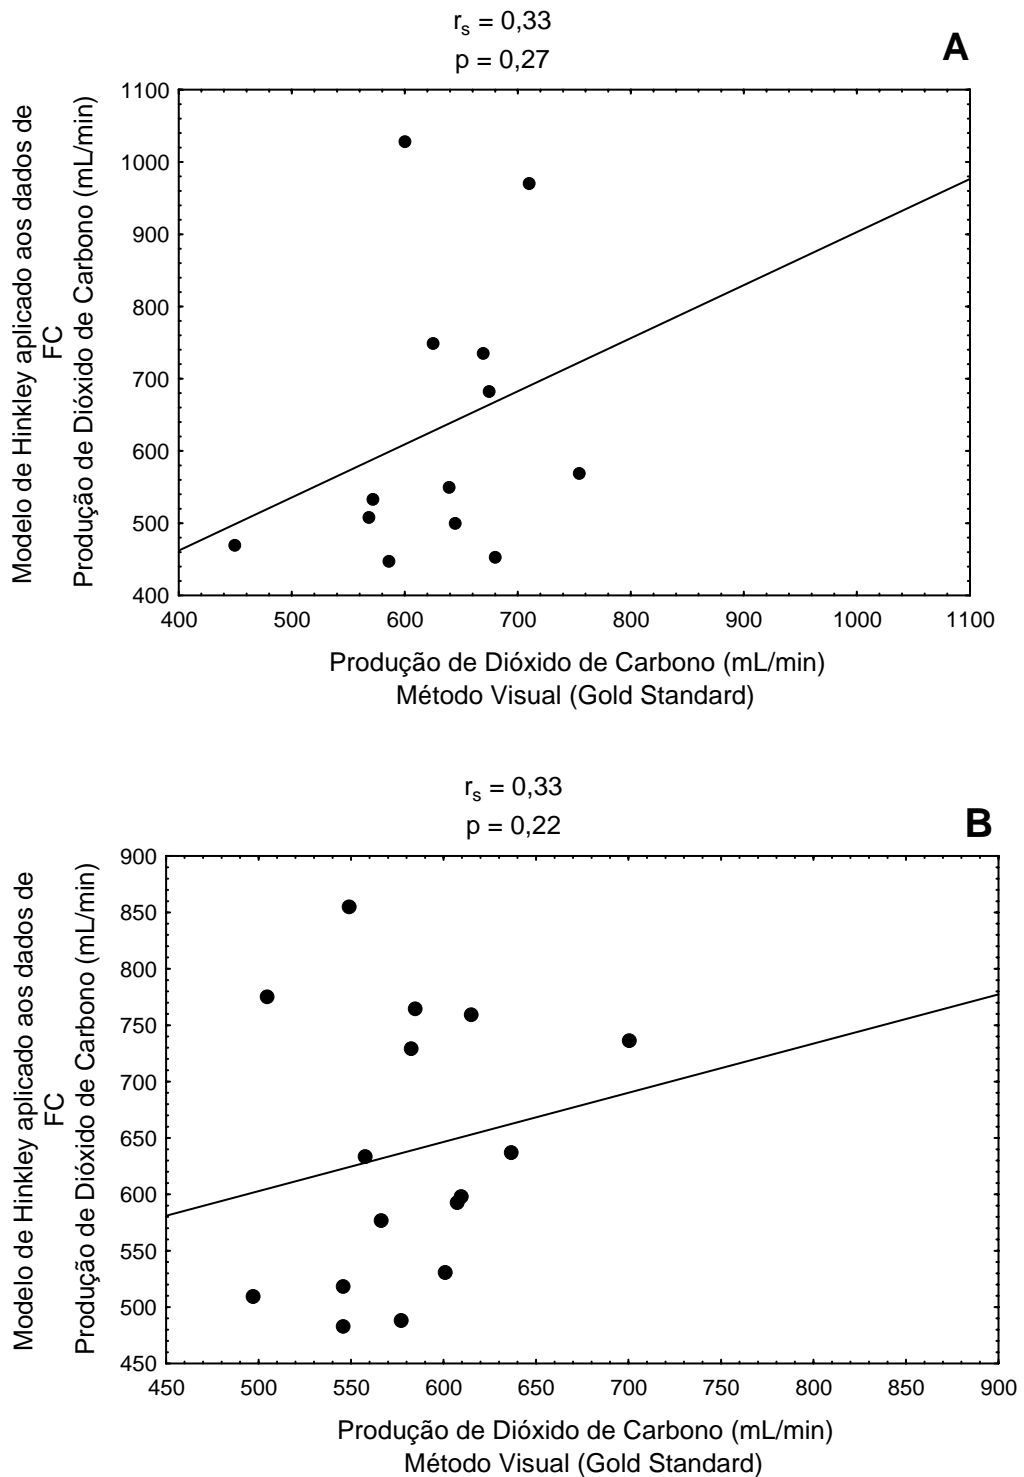 r_s = 0,33
p = 0,27
A
Modelo de Hinkley aplicado aos dados de
FC
Produção de Dióxido de Carbono (mL/min)
1100
1000
900
800
700
600
500
400
400 500 600 700 800 900 1000 1100
Produção de Dióxido de Carbono (mL/min)
Método Visual (Gold Standard)
r_s = 0,33
p = 0,22
B
Modelo de Hinkley aplicado aos dados de
FC
Produção de Dióxido de Carbono (mL/min)
900
850
800
750
700
650
600
550
500
450
450 500 550 600 650 700 750 800 850 900
Produção de Dióxido de Carbono (mL/min)
Método Visual (Gold Standard)